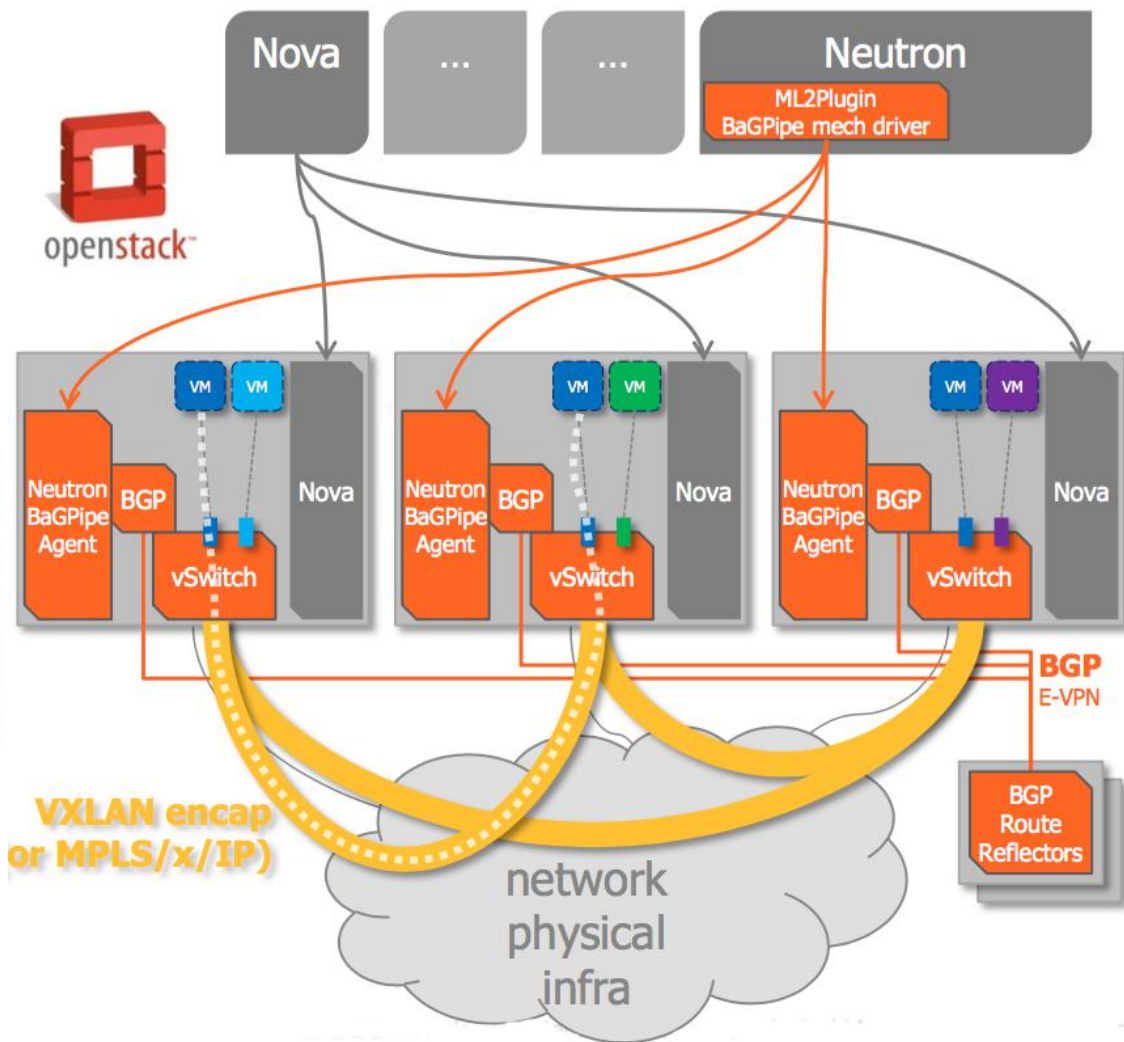 Nova
...
...
Neutron
ML2Plugin
BaGPipe mech driver
openstack™
VM
VM
Neutron
BaGPipe
Agent
BGP
vSwitch
Nova
VM
VM
Neutron
BaGPipe
Agent
BGP
vSwitch
Nova
VM
VM
Neutron
BaGPipe
Agent
BGP
vSwitch
Nova
BGP
E-VPN
VXLAN encap
or MPLS/x/IP)
BGP
Route
Reflectors
network
physical
infra